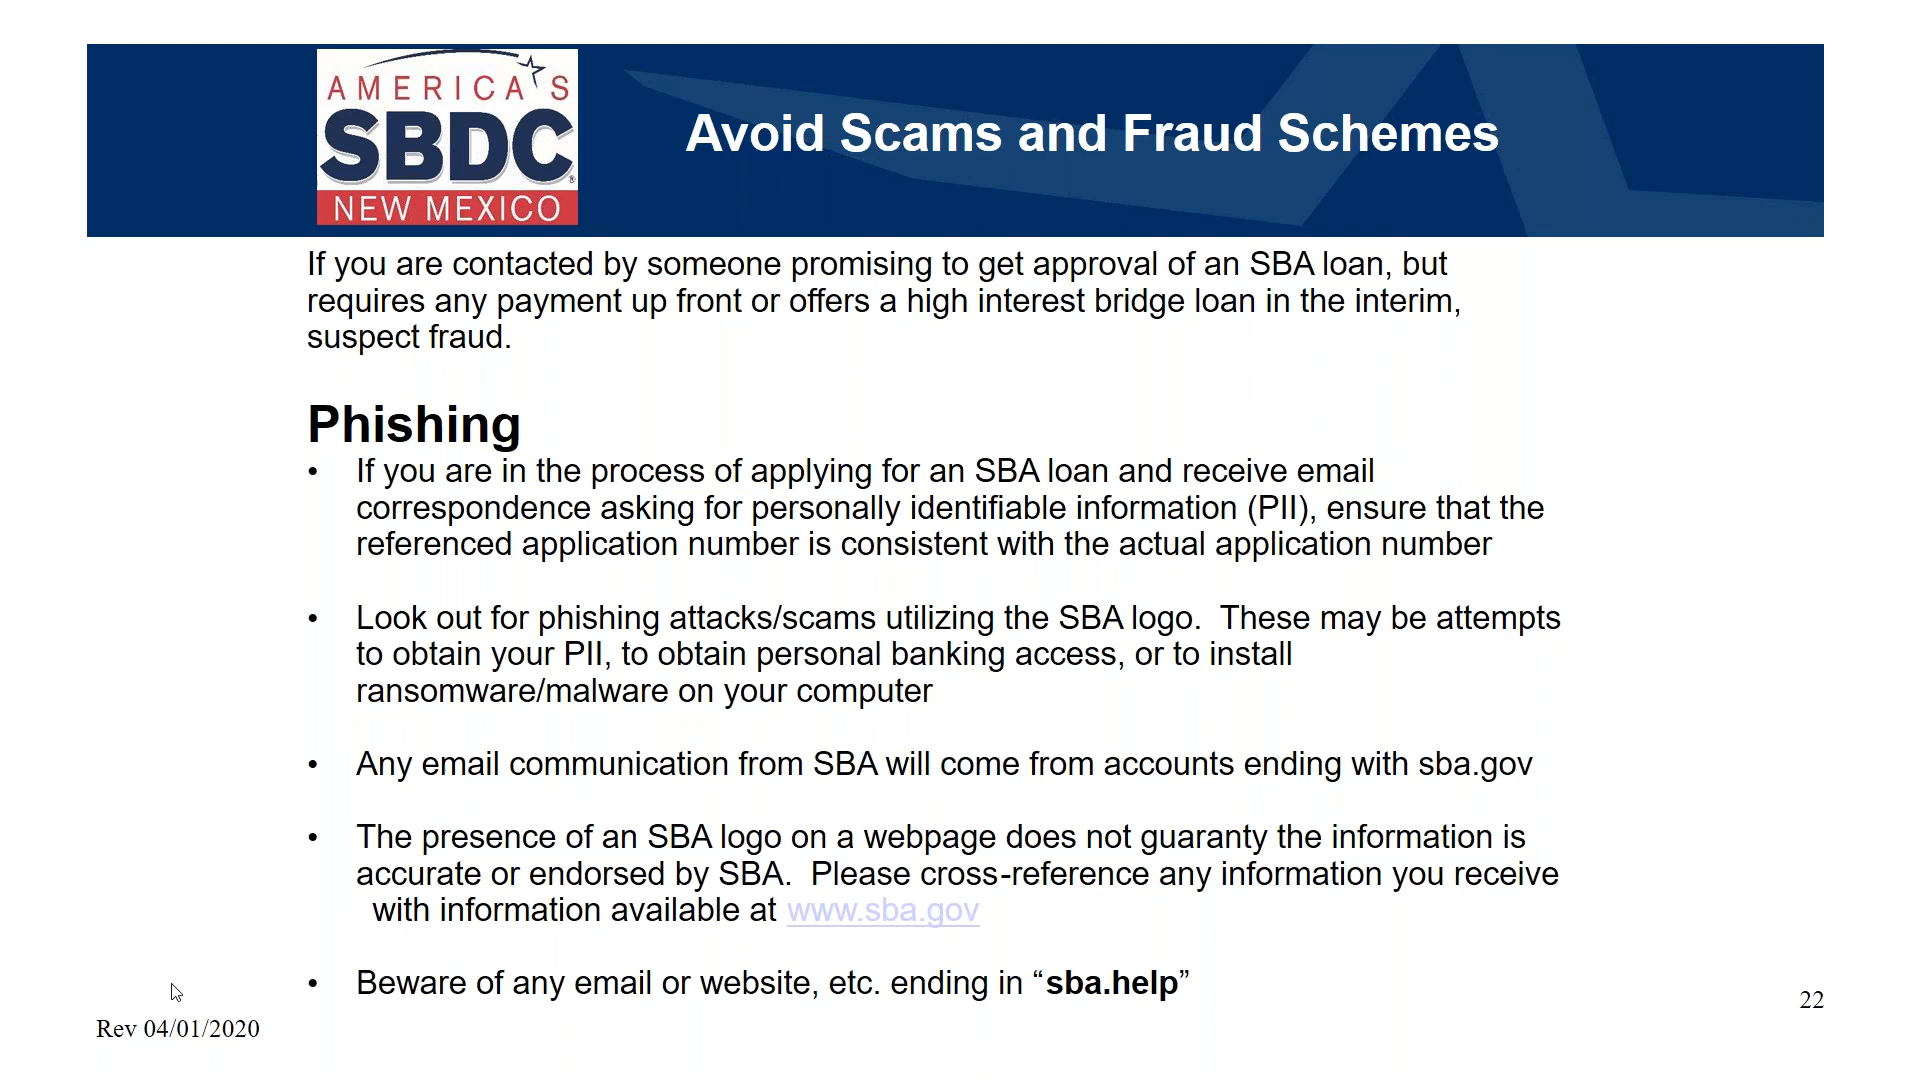 AMERICA'S
SBDC®
NEW MEXICO
Avoid Scams and Fraud Schemes
If you are contacted by someone promising to get approval of an SBA loan, but
requires any payment up front or offers a high interest bridge loan in the interim,
suspect fraud.
Phishing
• If you are in the process of applying for an SBA loan and receive email
correspondence asking for personally identifiable information (PII), ensure that the
referenced application number is consistent with the actual application number
• Look out for phishing attacks/scams utilizing the SBA logo.  These may be attempts
to obtain your PII, to obtain personal banking access, or to install
ransomware/malware on your computer
• Any email communication from SBA will come from accounts ending with sba.gov
• The presence of an SBA logo on a webpage does not guaranty the information is
accurate or endorsed by SBA.  Please cross-reference any information you receive
with information available at www.sba.gov
• Beware of any email or website, etc. ending in “sba.help”
22
Rev 04/01/2020